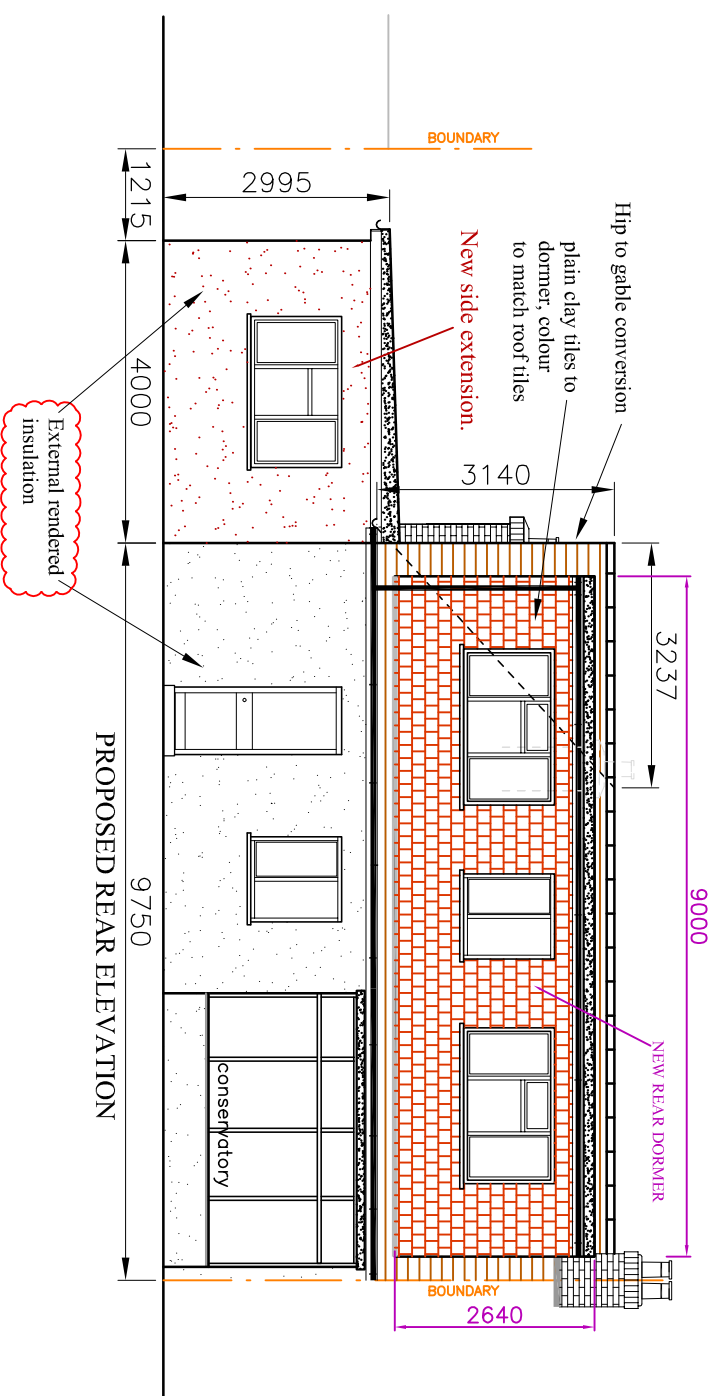 BOUNDARY
1215
2995
4000
Hip to gable conversion
plain clay tiles to
dormer, colour
to match roof tiles
New side extension.
3140
3237
9000
NEW REAR DORMER
External rendered
insulation
9750
conservatory
BOUNDARY
2640
PROPOSED REAR ELEVATION